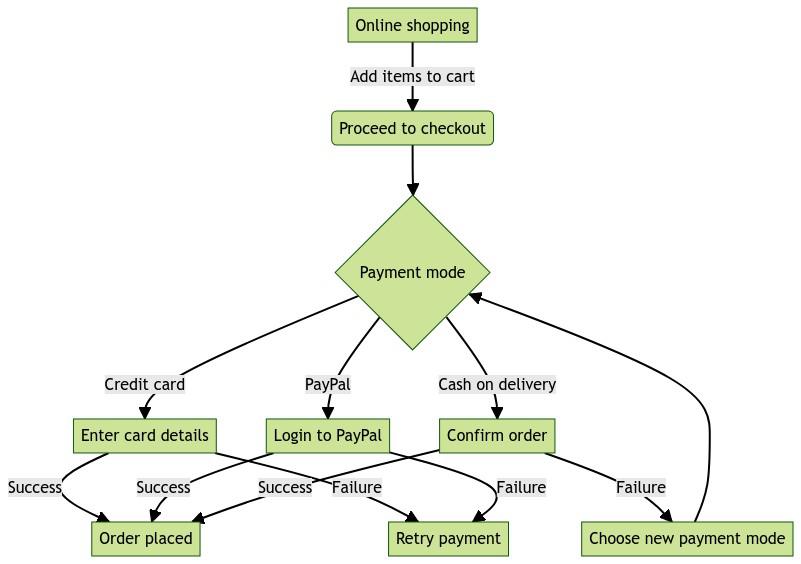 Online shopping
Add items to cart
Proceed to checkout
Payment mode
Credit card
PayPal
Cash on delivery
Enter card details
Login to PayPal
Confirm order
Success
Success
Success
Failure
Failure
Failure
Order placed
Retry payment
Choose new payment mode